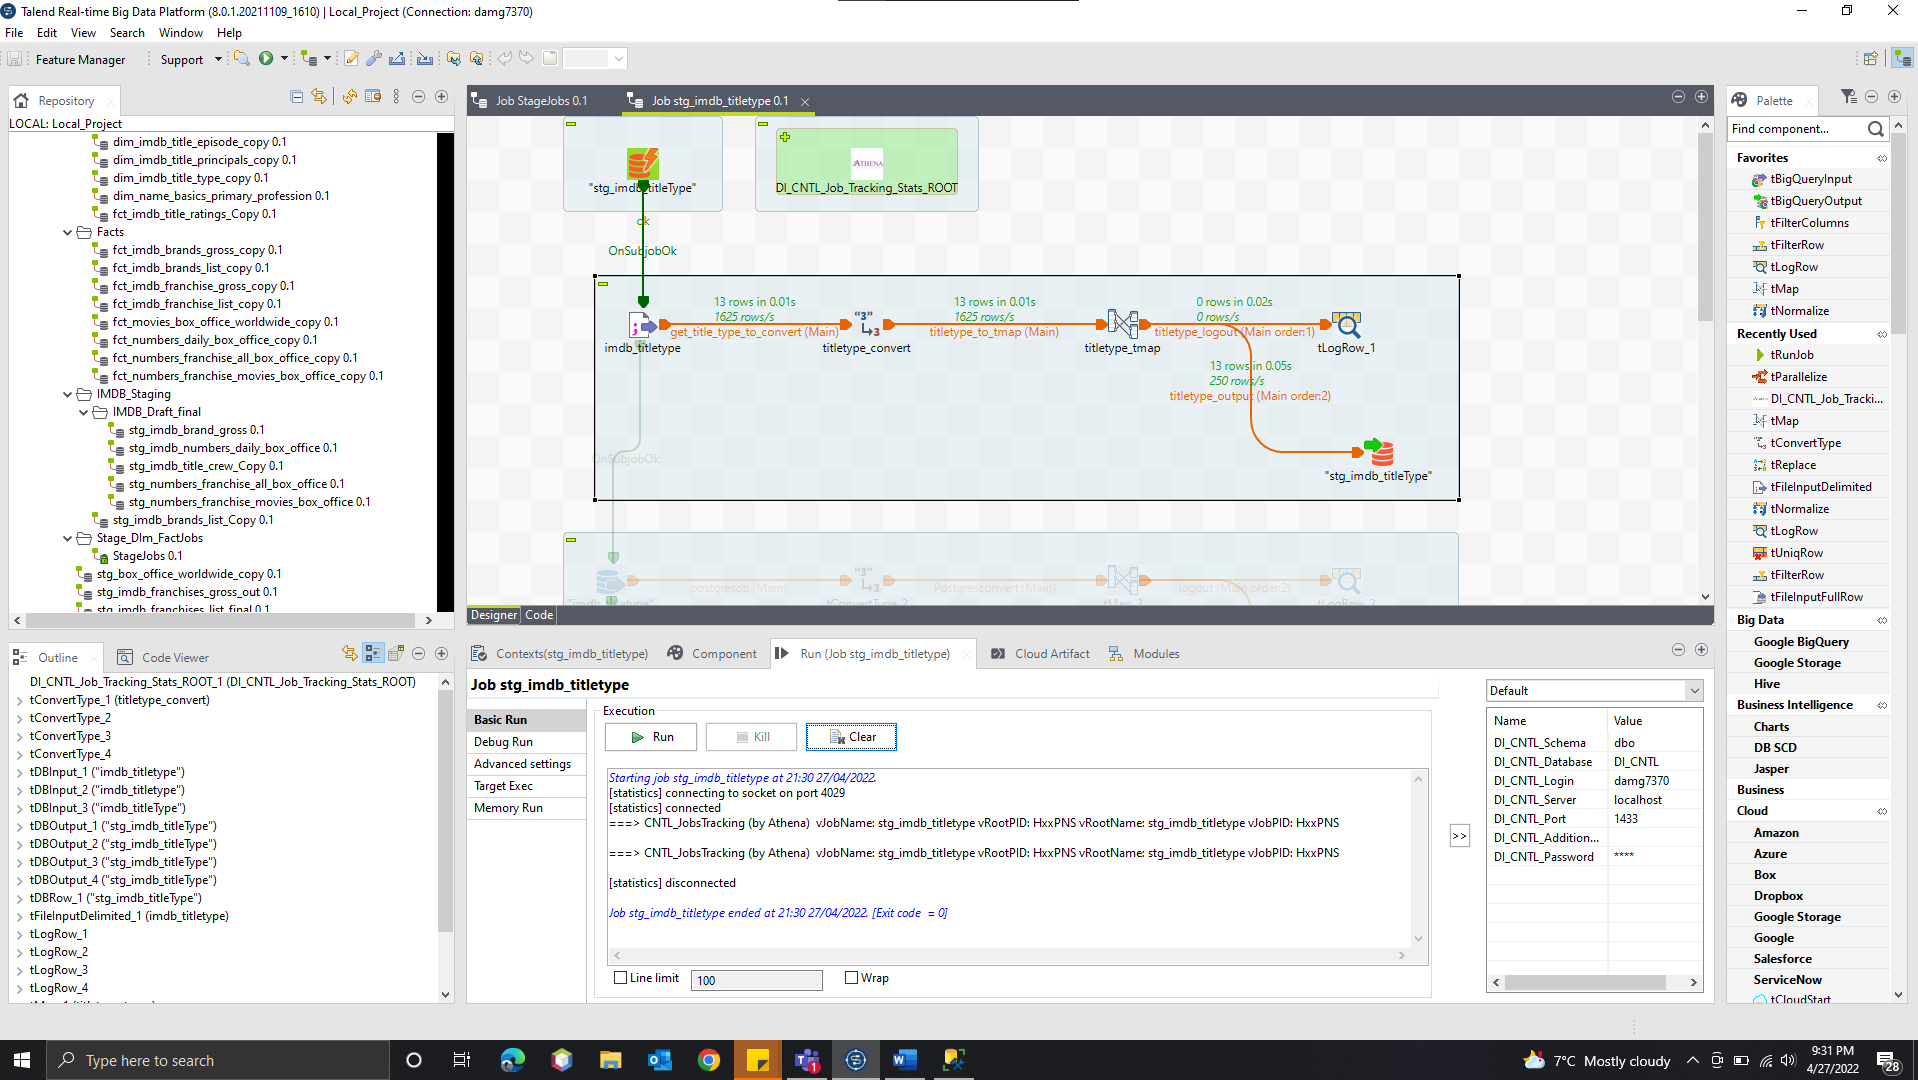 Talend Real-time Big Data Platform (8.0.1.20211109_1610) | Local_Project (Connection: damg7370)
File Edit View Search Window Help
Feature Manager Support
Repository
LOCAL: Local_Project
dim_imdb_title_episode_copy 0.1
dim_imdb_title_principals_copy 0.1
dim_imdb_title_type_copy 0.1
dim_name_basics_primary_profession 0.1
fct_imdb_title_ratings_Copy 0.1
Facts
fct_imdb_brands_gross_copy 0.1
fct_imdb_brands_list_copy 0.1
fct_imdb_franchise_gross_copy 0.1
fct_imdb_franchise_list_copy 0.1
fct_movies_box_office_worldwide_copy 0.1
fct_numbers_daily_box_office_copy 0.1
fct_numbers_franchise_all_box_office_copy 0.1
fct_numbers_franchise_movies_box_office_copy 0.1
IMDB_Staging
IMDB_Draft_final
stg_imdb_brand_gross 0.1
stg_imdb_numbers_daily_box_office 0.1
stg_imdb_title_crew_Copy 0.1
stg_numbers_franchise_all_box_office 0.1
stg_numbers_franchise_movies_box_office 0.1
stg_imdb_brands_list_Copy 0.1
Stage_DIm_FactJobs
StageJobs 0.1
stg_box_office_worldwide_copy 0.1
stg_imdb_franchises_gross_out 0.1
stg_imdb_franchises_list_final 0.1
Job StageJobs 0.1
Job stg_imdb_titletype 0.1
"stg_imdb_titleType"
ATHENA
DI_CNTL_Job_Tracking_Stats_ROOT
ok
OnSubjobOk
13 rows in 0.01s
1625 rows/s
get_title_type_to_convert (Main)
13 rows in 0.01s
1625 rows/s
titletype_to_tmap (Main)
0 rows in 0.02s
0 rows/s
titletype_logout (Main order:1)
imdb_titletype
titletype_convert
titletype_tmap
tLogRow_1
13 rows in 0.05s
250 rows/s
titletype_output (Main order:2)
OnSubjobOk
"stg_imdb_titleType"
postgresdb (Main)
Postgresconvert (Main)
logout (Main order:2)
"imdb_titletype"
tConvertType_2
tMap_2
tLogRow_2
Designer Code
Palette
Find component...
Favorites
tBigQueryInput
tBigQueryOutput
tFilterColumns
tFilterRow
tLogRow
tMap
tNormalize
Recently Used
tRunJob
tParallelize
DI_CNTL_Job_Tracki...
tMap
tConvertType
tReplace
tFileInputDelimited
tNormalize
tLogRow
tUniqRow
tFilterRow
tFileInputFullRow
Big Data
Google BigQuery
Google Storage
Hive
Business Intelligence
Charts
DB SCD
Jasper
Business
Cloud
Amazon
Azure
Box
Dropbox
Google Storage
Google
Salesforce
ServiceNow
tCloudStart
Outline
Code Viewer
DI_CNTL_Job_Tracking_Stats_ROOT_1 (DI_CNTL_Job_Tracking_Stats_ROOT)
tConvertType_1 (titletype_convert)
tConvertType_2
tConvertType_3
tConvertType_4
tDBInput_1 ("imdb_titletype")
tDBInput_2 ("imdb_titletype")
tDBInput_3 ("imdb_titleType")
tDBOutput_1 ("stg_imdb_titleType")
tDBOutput_2 ("stg_imdb_titleType")
tDBOutput_3 ("stg_imdb_titleType")
tDBOutput_4 ("stg_imdb_titleType")
tDBRow_1 ("stg_imdb_titleType")
tFileInputDelimited_1 (imdb_titletype)
tLogRow_1
tLogRow_2
tLogRow_3
tLogRow_4
Contexts(stg_imdb_titletype)
Component
Run (Job stg_imdb_titletype)
Cloud Artifact
Modules
Job stg_imdb_titletype
Basic Run
Debug Run
Advanced settings
Target Exec
Memory Run
Execution
Run
Kill
Clear
Starting job stg_imdb_titletype at 21:30 27/04/2022.
[statistics] connecting to socket on port 4029
[statistics] connected
===> CNTL_JobsTracking (by Athena) vJobName: stg_imdb_titletype vRootPID: HxxPNS vRootName: stg_imdb_titletype vJobPID: HxxPNS
===> CNTL_JobsTracking (by Athena) vJobName: stg_imdb_titletype vRootPID: HxxPNS vRootName: stg_imdb_titletype vJobPID: HxxPNS
[statistics] disconnected
Job stg_imdb_titletype ended at 21:30 27/04/2022. [Exit code = 0]
Line limit
100
Wrap
>>
Default
Name Value
DI_CNTL_Schema dbo
DI_CNTL_Database DI_CNTL
DI_CNTL_Login damg7370
DI_CNTL_Server localhost
DI_CNTL_Port 1433
DI_CNTL_Addition...
DI_CNTL_Password ****
Type here to search
1
7°C Mostly cloudy
9:31 PM
4/27/2022
28